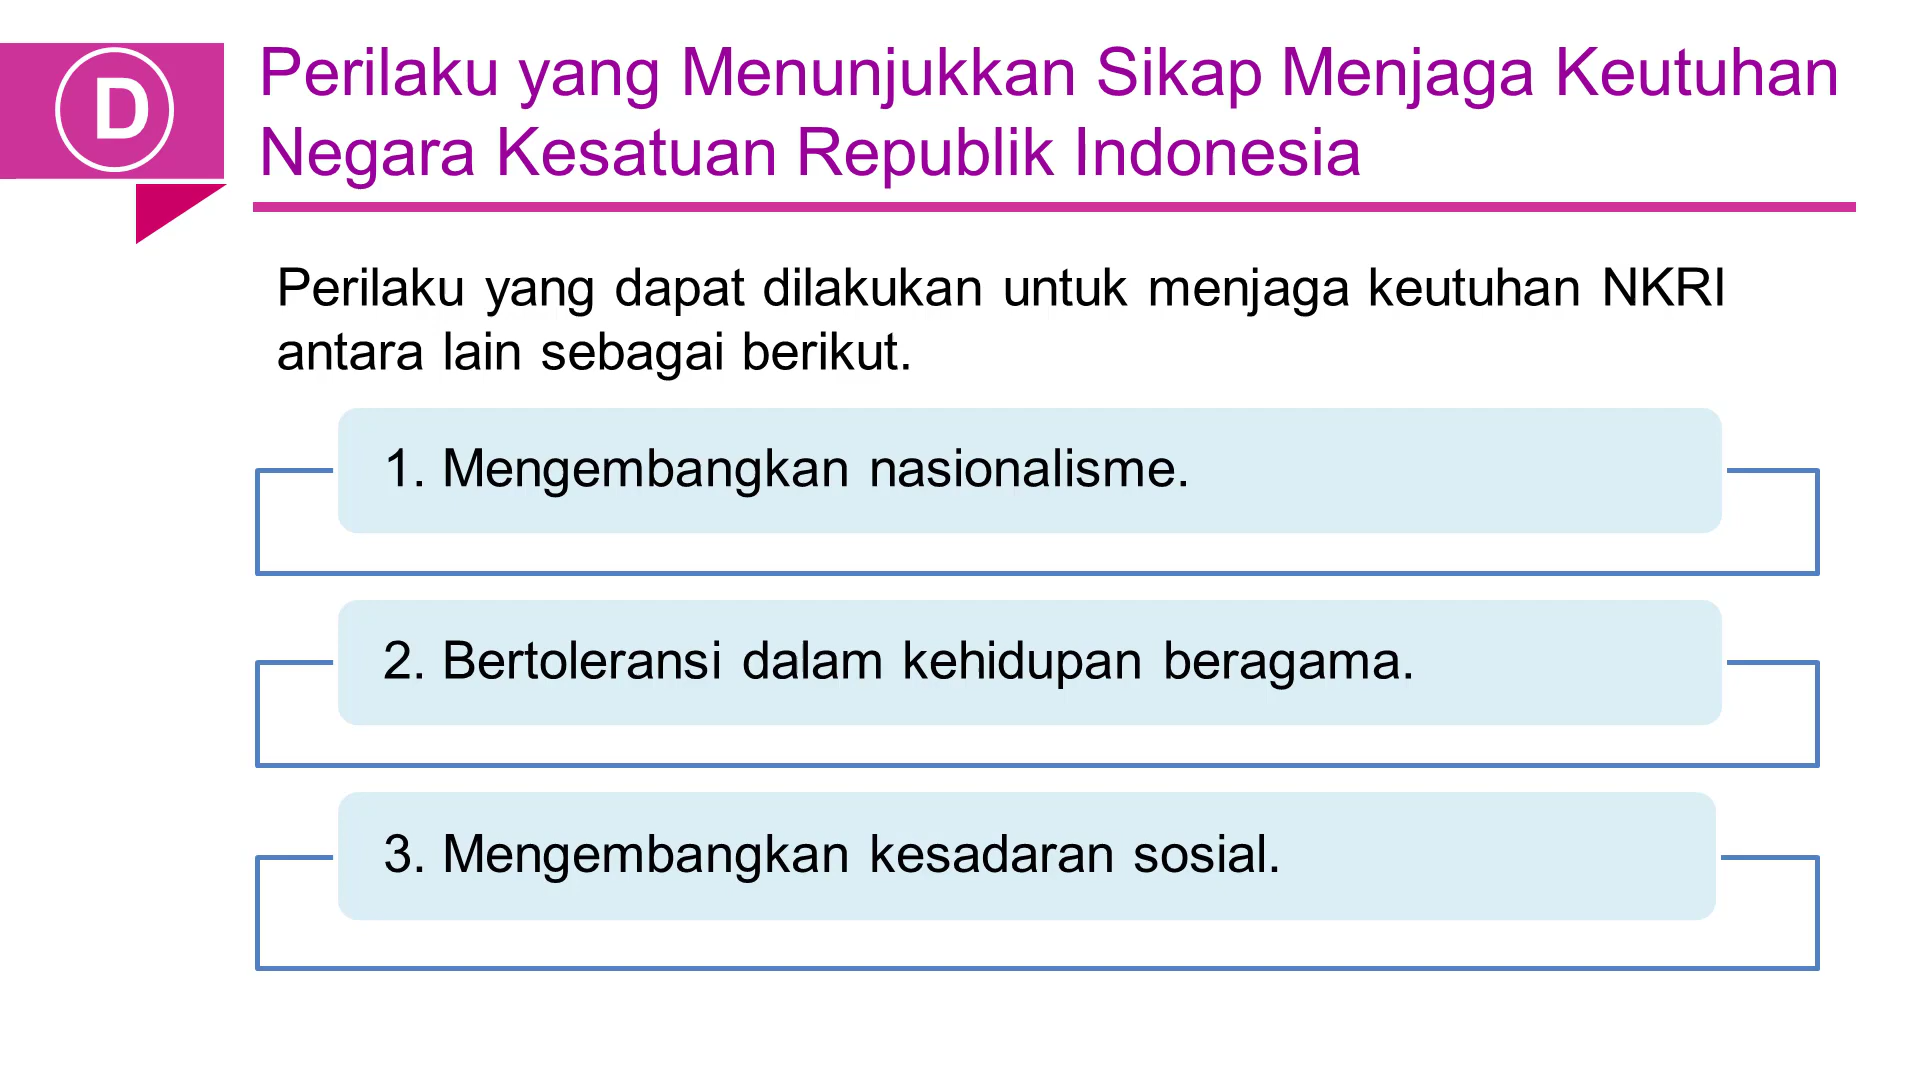 D
Perilaku yang Menunjukkan Sikap Menjaga Keutuhan
Negara Kesatuan Republik Indonesia
Perilaku yang dapat dilakukan untuk menjaga keutuhan NKRI
antara lain sebagai berikut.
1. Mengembangkan nasionalisme.
2. Bertoleransi dalam kehidupan beragama.
3. Mengembangkan kesadaran sosial.